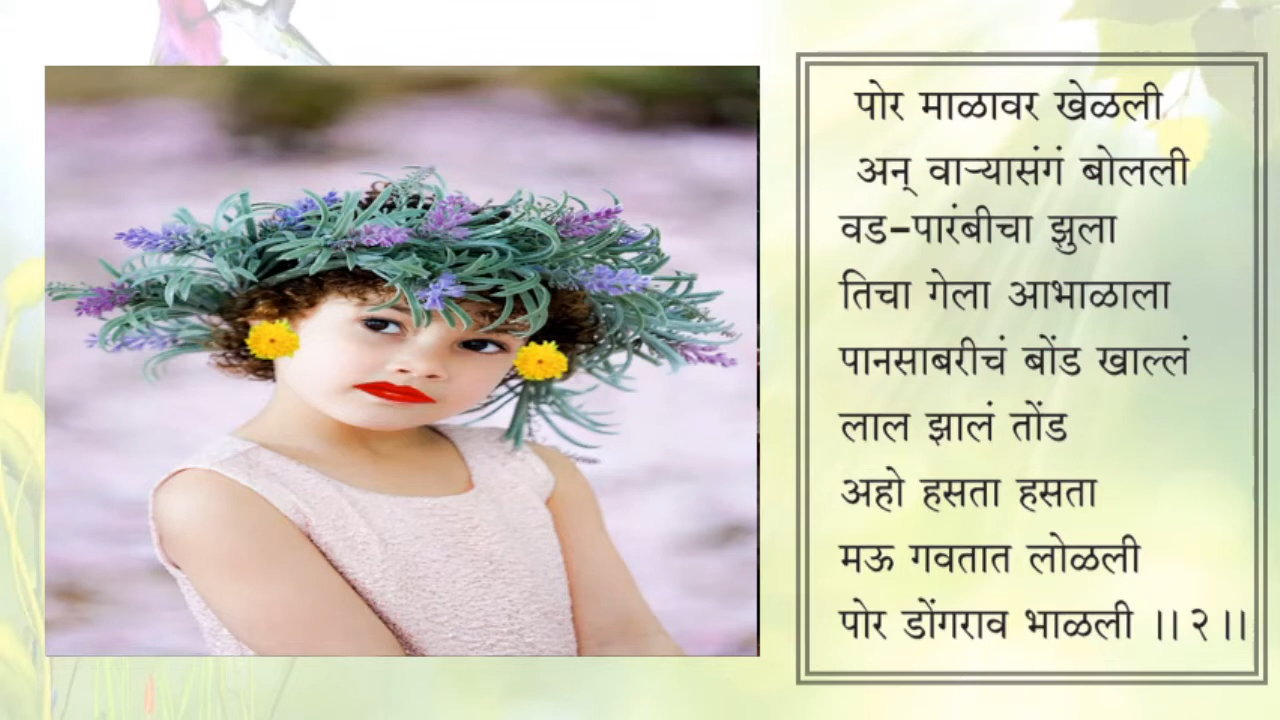 पोर माळावर खेळली
अन् वाऱ्यासंगं बोलली
वड-पारंबीचा झुला
तिचा गेला आभाळाला
पानसाबरीचं बोंड खाल्लं
लाल झालं तोंड
अहो हसता हसता
मऊ गवतात लोळली
पोर डोंगराव भाळली ।। २ ।।